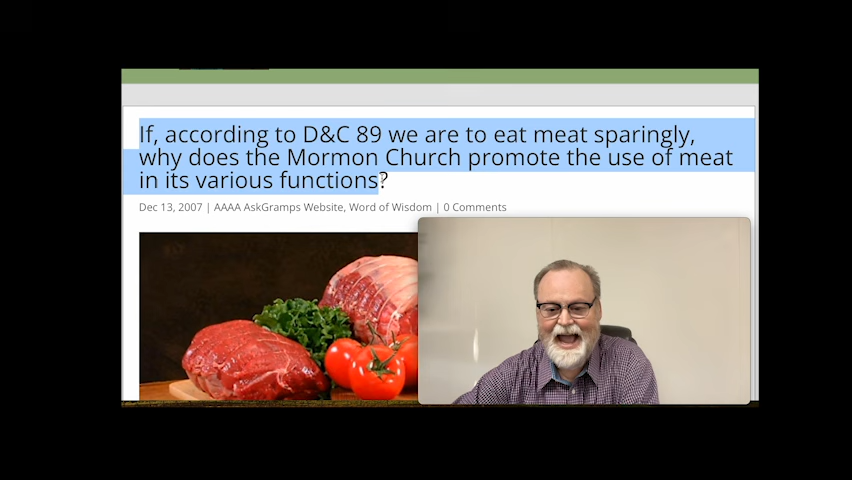 If, according to D&C 89 we are to eat meat sparingly,
why does the Mormon Church promote the use of meat
in its various functions?
Dec 13, 2007 | AAAA AskGramps Website, Word of Wisdom | 0 Comments